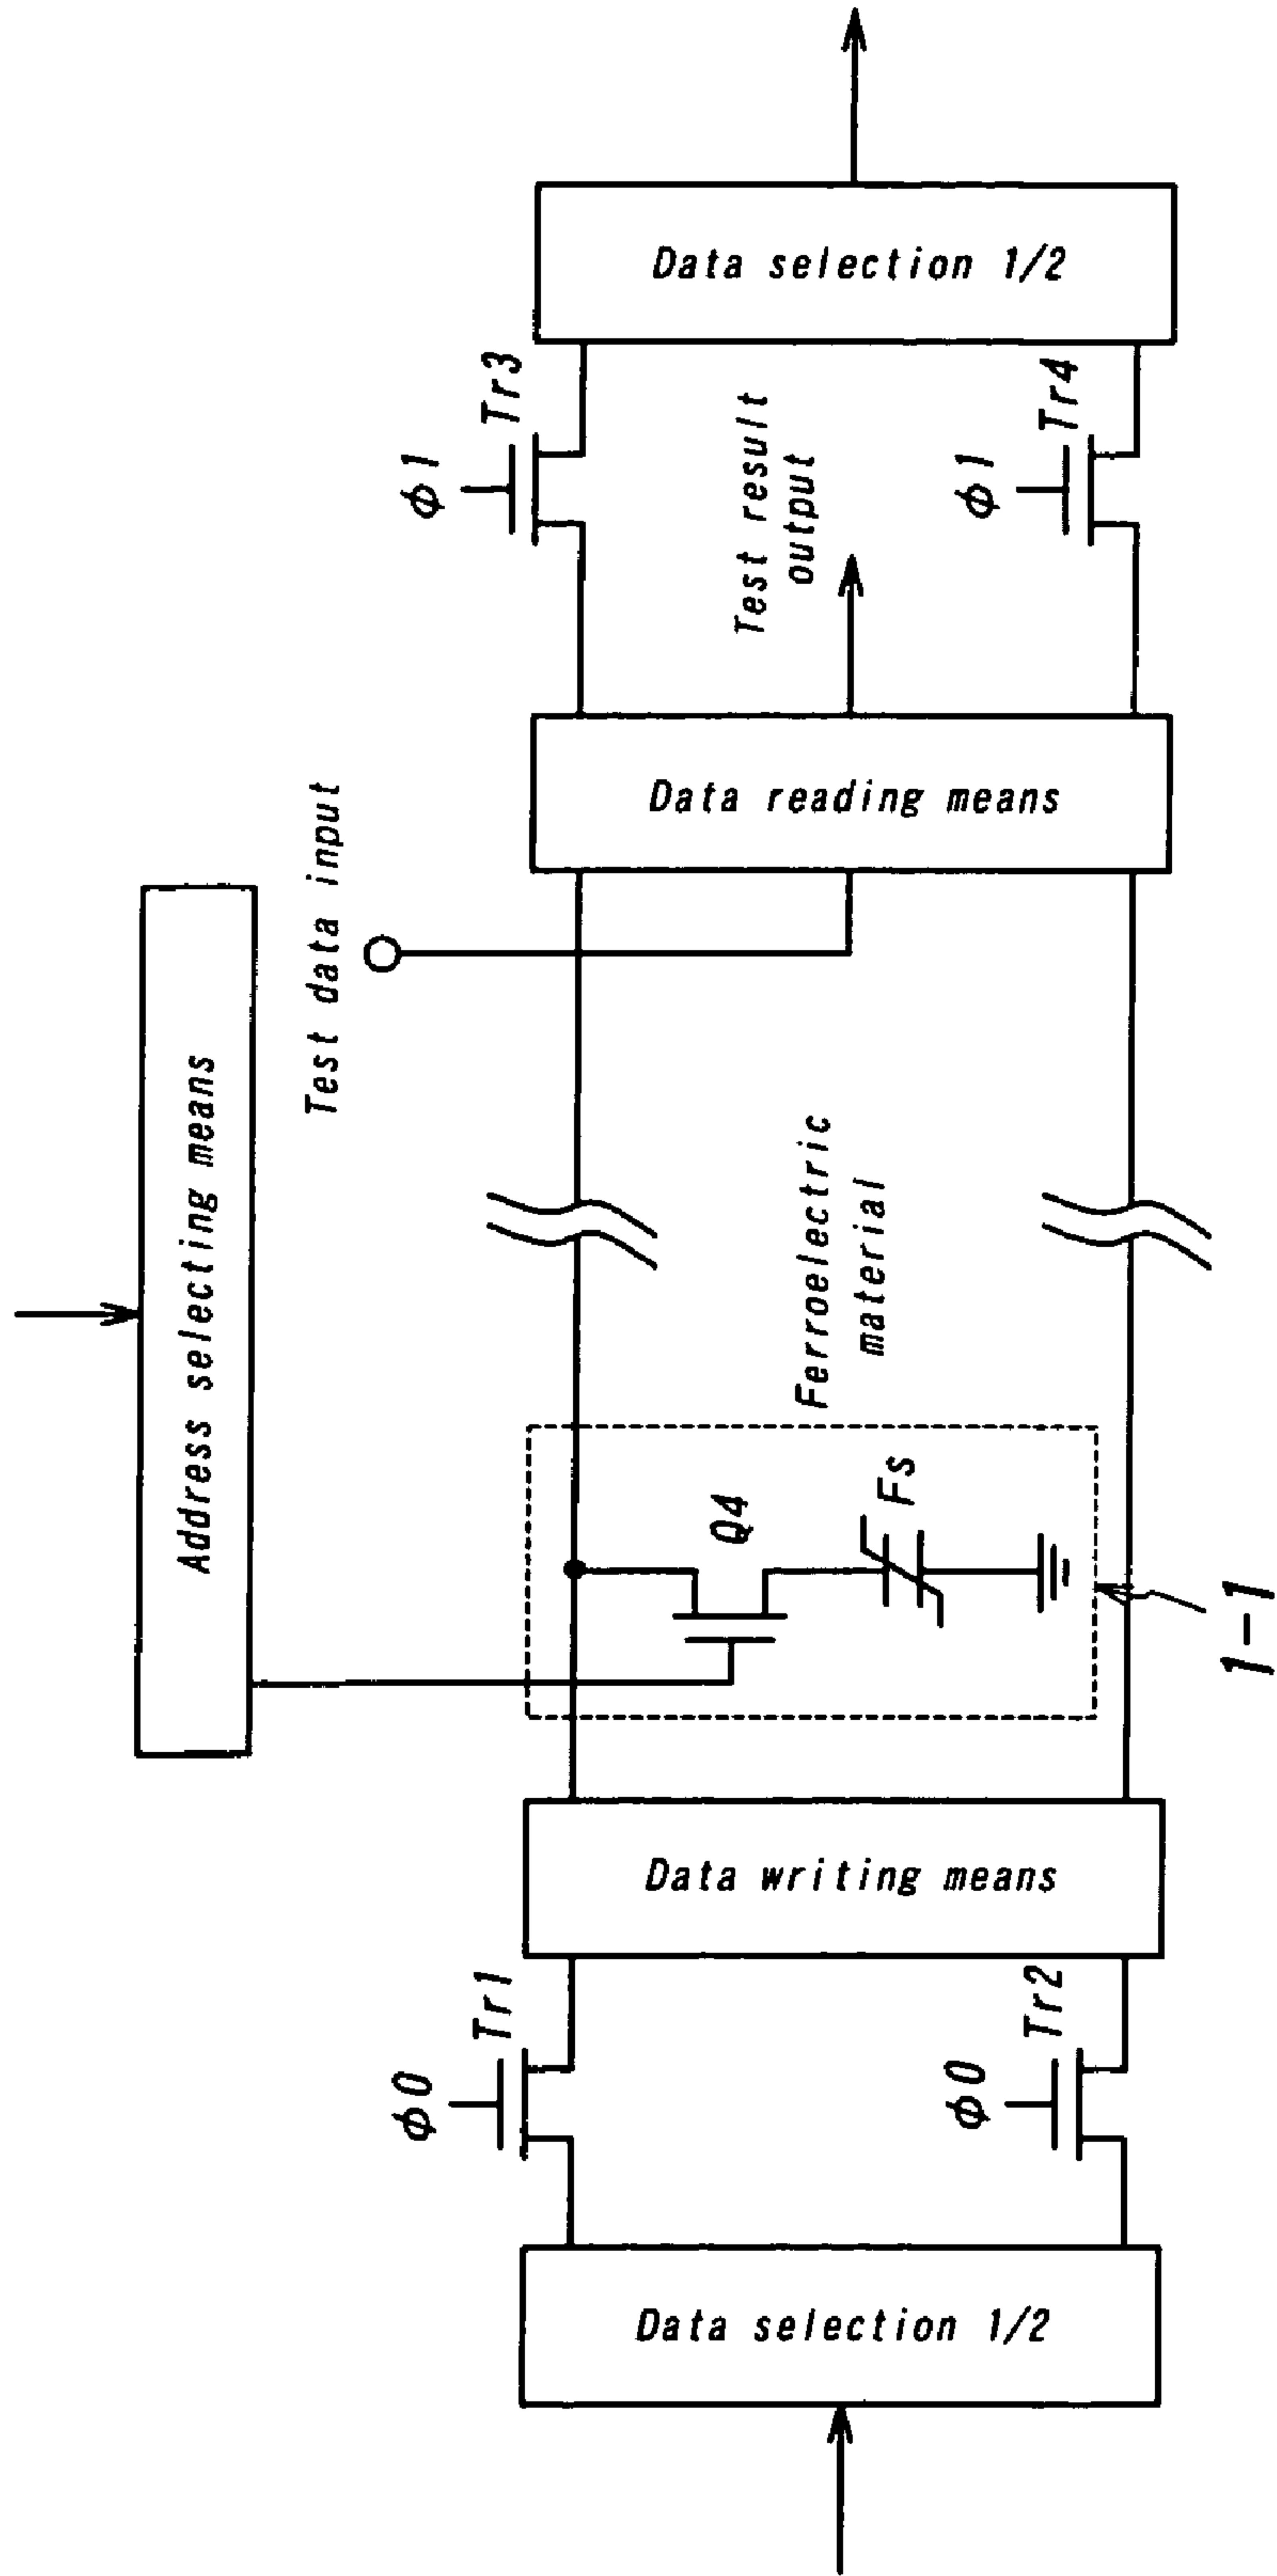 Address selecting means
Test data input
φ0
Tr1
φ1
Tr3
Data selection 1/2
Data writing means
Q4
Fs
Ferroelectric
material
Data reading means
Test result
output
Data selection 1/2
φ0
Tr2
φ1
Tr4
1-1